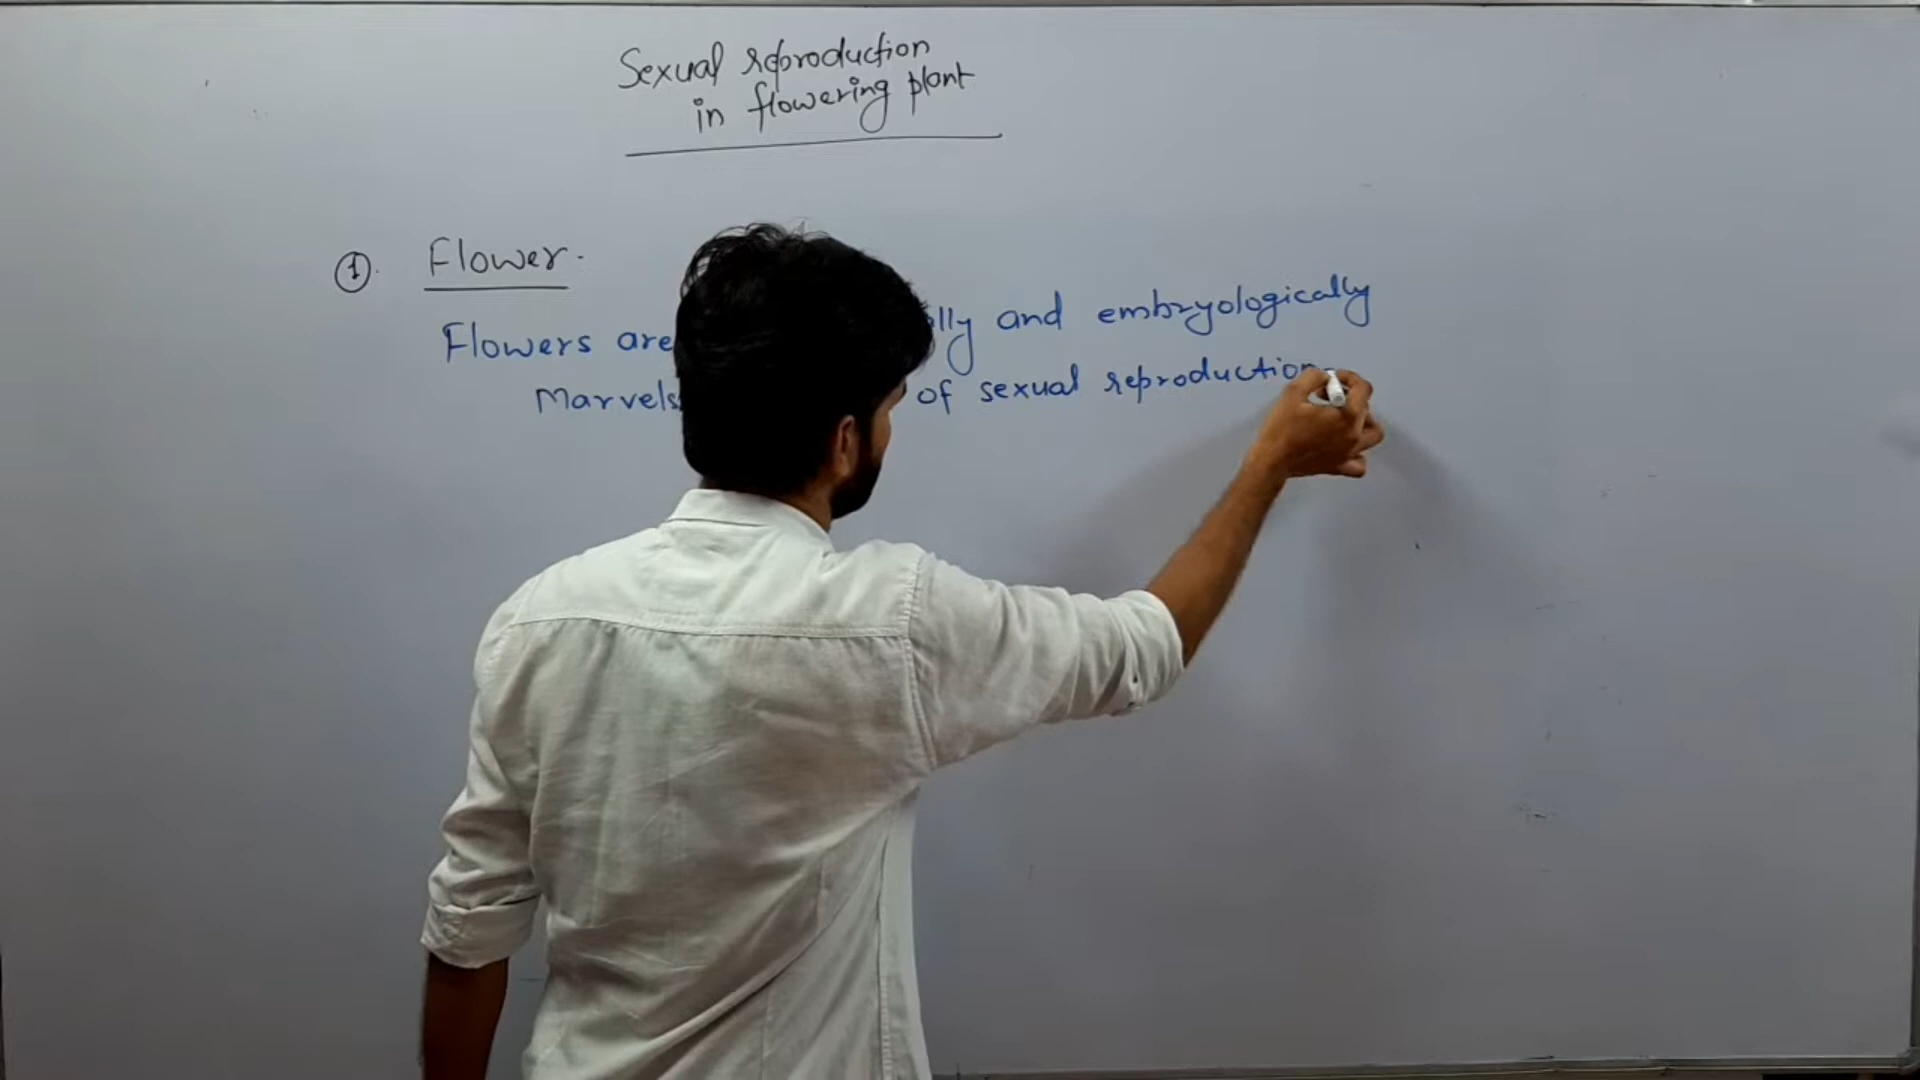 Sexual reproduction
in flowering plant
1. Flower.
Flowers are lly and embryologically
Marvels of sexual reproduction